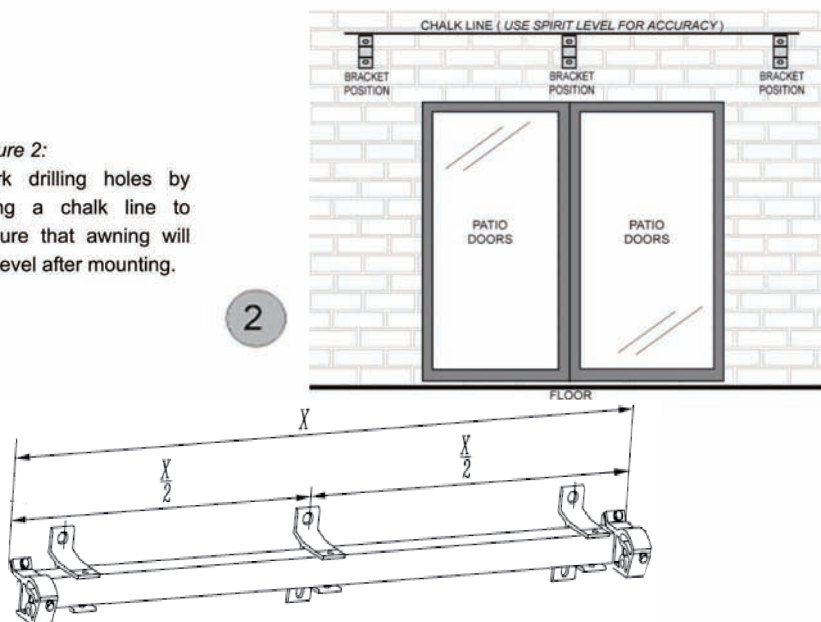 CHALK LINE ( USE SPIRIT LEVEL FOR ACCURACY )
BRACKET
POSITION
BRACKET
POSITION
BRACKET
POSITION
ure 2:
rk drilling holes by
ng a chalk line to
ure that awning will
level after mounting.
2
PATIO
DOORS
PATIO
DOORS
FLOOR
X
X
2
X
2